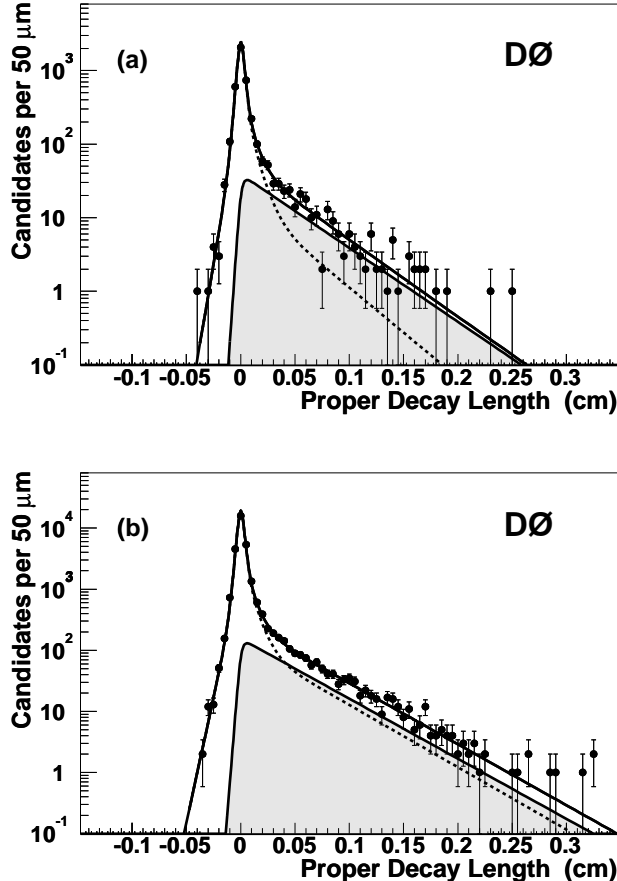 (a)
DØ
Candidates per 50 μm
10³
10²
10
1
10⁻¹
-0.1 -0.05 0 0.05 0.1 0.15 0.2 0.25 0.3
Proper Decay Length (cm)
(b)
DØ
Candidates per 50 μm
10⁴
10³
10²
10
1
10⁻¹
-0.1 -0.05 0 0.05 0.1 0.15 0.2 0.25 0.3
Proper Decay Length (cm)